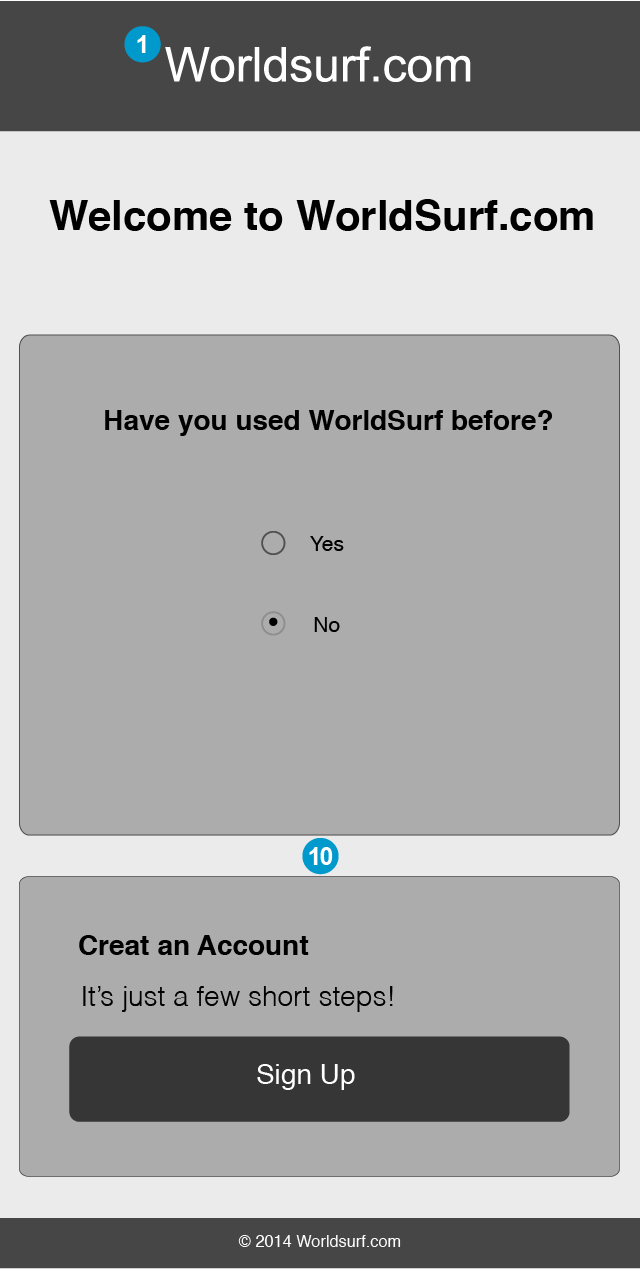 1
Worldsurf.com
Welcome to WorldSurf.com
Have you used WorldSurf before?
Yes
No
10
Creat an Account
It’s just a few short steps!
Sign Up
© 2014 Worldsurf.com